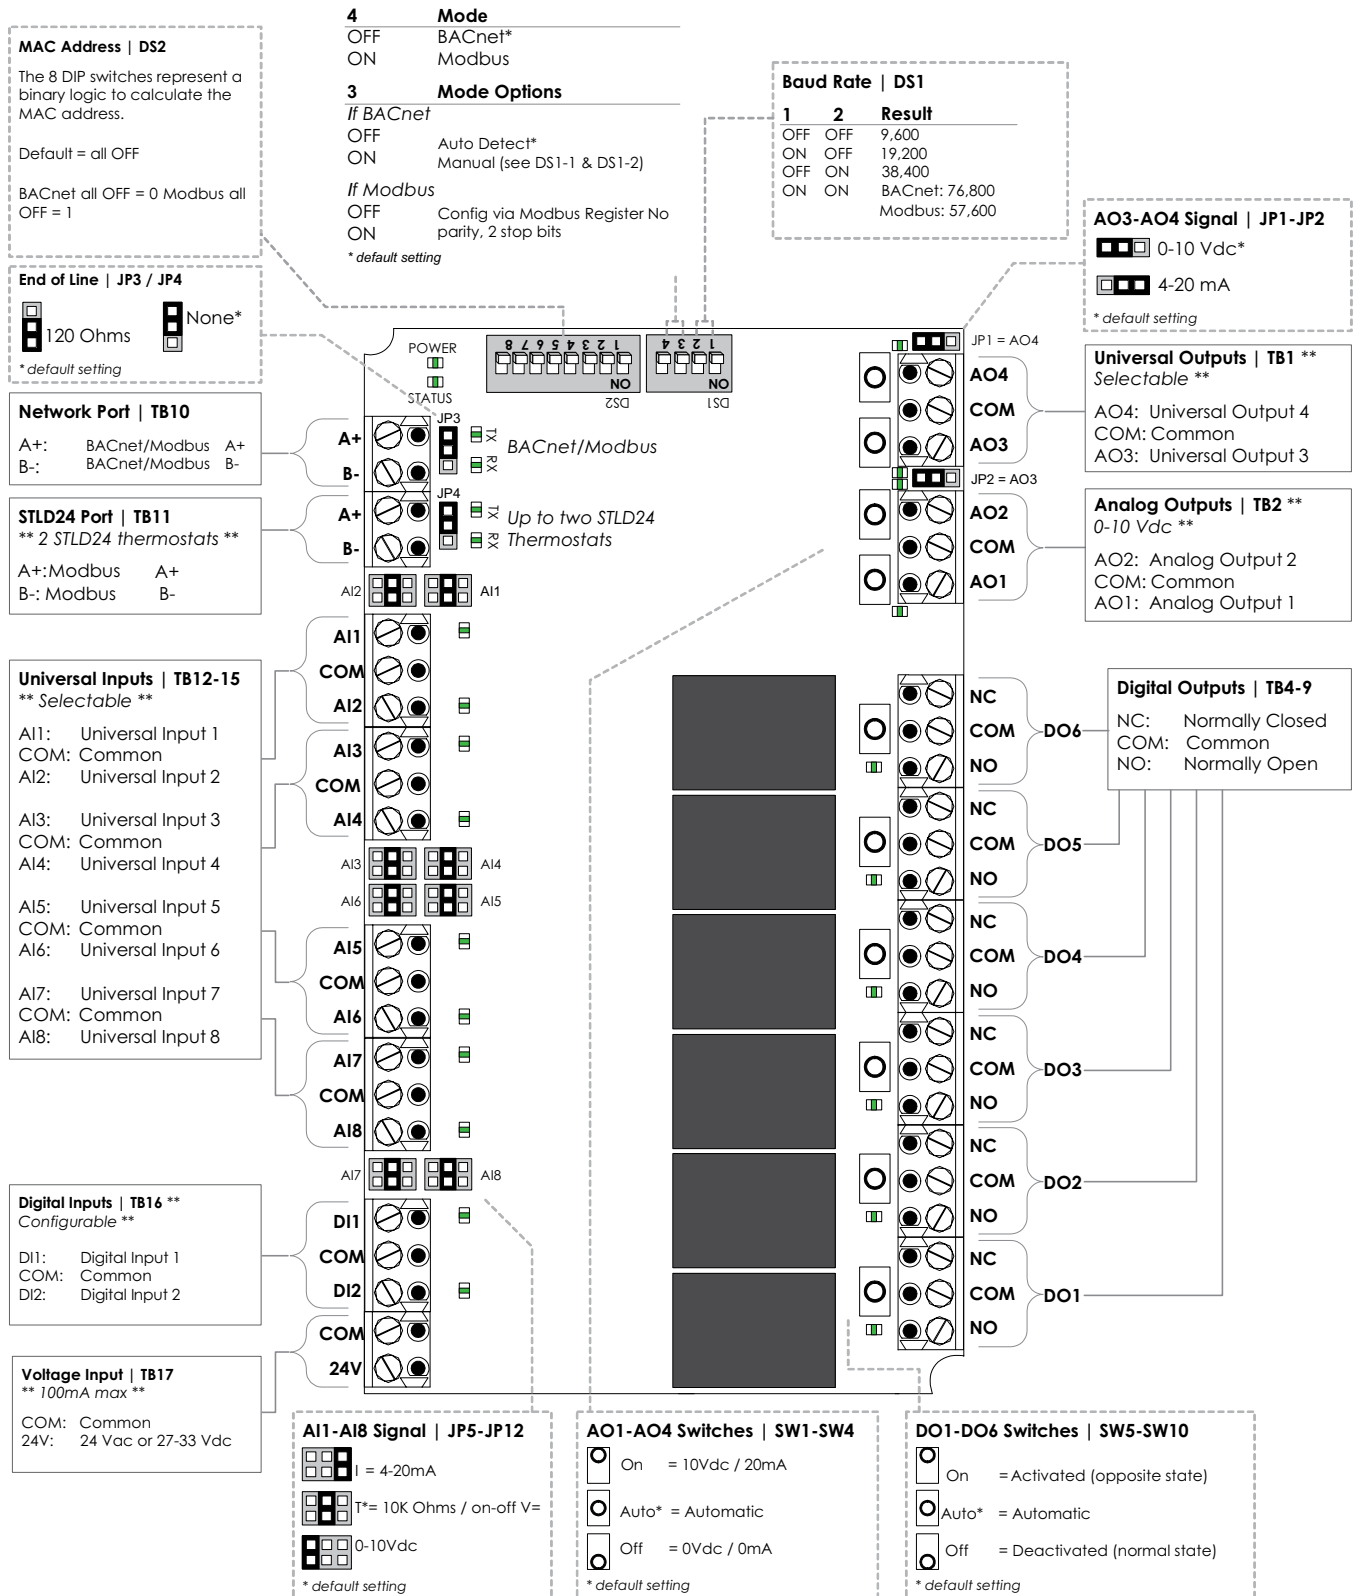 4 Mode
OFF BACnet*
ON Modbus
3 Mode Options
If BACnet
OFF Auto Detect*
ON Manual (see DS1-1 & DS1-2)
If Modbus
OFF Config via Modbus Register No
ON parity, 2 stop bits
* default setting
MAC Address | DS2
The 8 DIP switches represent a
binary logic to calculate the
MAC address.
Default = all OFF
BACnet all OFF = 0 Modbus all
OFF = 1
Baud Rate | DS1
1 2 Result
OFF OFF 9,600
ON OFF 19,200
OFF ON 38,400
ON ON BACnet: 76,800
Modbus: 57,600
AO3-AO4 Signal | JP1-JP2
0-10 Vdc*
4-20 mA
* default setting
End of Line | JP3 / JP4
120 Ohms
None*
* default setting
Network Port | TB10
A+: BACnet/Modbus A+
B-: BACnet/Modbus B-
STLD24 Port | TB11
** 2 STLD24 thermostats **
A+:Modbus A+
B-: Modbus B-
Universal Inputs | TB12-15
** Selectable **
AI1: Universal Input 1
COM: Common
AI2: Universal Input 2
AI3: Universal Input 3
COM: Common
AI4: Universal Input 4
AI5: Universal Input 5
COM: Common
AI6: Universal Input 6
AI7: Universal Input 7
COM: Common
AI8: Universal Input 8
Digital Inputs | TB16 **
Configurable **
DI1: Digital Input 1
COM: Common
DI2: Digital Input 2
Voltage Input | TB17
** 100mA max **
COM: Common
24V: 24 Vac or 27-33 Vdc
POWER
STATUS
8 7 6 5 4 3 2 1
ON
DS2
4 3 2 1
ON
DS1
A+
B-
JP3
TX
RX
BACnet/Modbus
A+
B-
JP4
TX
RX
Up to two STLD24
Thermostats
AI2
AI1
AI1
COM
AI2
AI3
COM
AI4
AI3
AI4
AI6
AI5
AI5
COM
AI6
AI7
COM
AI8
AI7
AI8
DI1
COM
DI2
COM
24V
JP1 = AO4
AO4
COM
AO3
JP2 = AO3
AO2
COM
AO1
Universal Outputs | TB1 **
Selectable **
AO4: Universal Output 4
COM: Common
AO3: Universal Output 3
Analog Outputs | TB2 **
0-10 Vdc **
AO2: Analog Output 2
COM: Common
AO1: Analog Output 1
Digital Outputs | TB4-9
NC: Normally Closed
COM: Common
NO: Normally Open
NC
COM DO6
NO
NC
COM DO5
NO
NC
COM DO4
NO
NC
COM DO3
NO
NC
COM DO2
NO
NC
COM DO1
NO
AI1-AI8 Signal | JP5-JP12
I = 4-20mA
T*= 10K Ohms / on-off V=
0-10Vdc
* default setting
AO1-AO4 Switches | SW1-SW4
On = 10Vdc / 20mA
Auto* = Automatic
Off = 0Vdc / 0mA
* default setting
DO1-DO6 Switches | SW5-SW10
On = Activated (opposite state)
Auto* = Automatic
Off = Deactivated (normal state)
* default setting